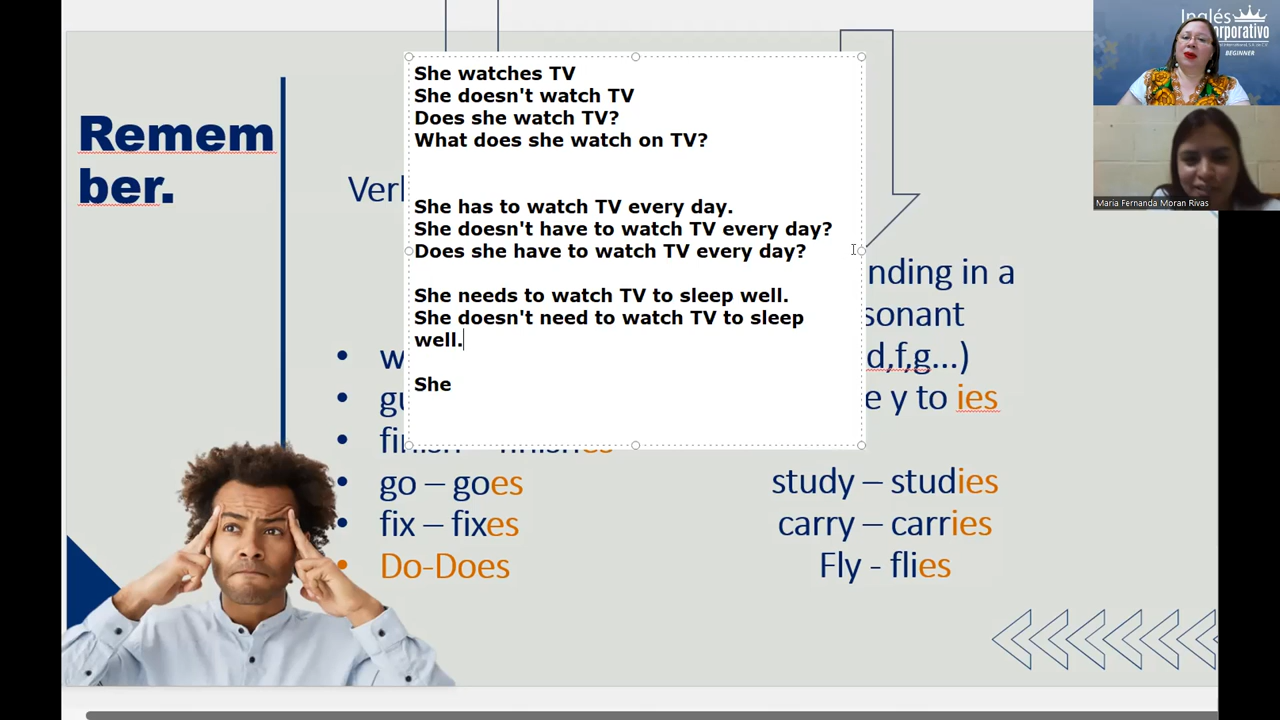 Remem
ber.
She watches TV
She doesn't watch TV
Does she watch TV?
What does she watch on TV?
She has to watch TV every day.
She doesn't have to watch TV every day?
Does she have to watch TV every day?
She needs to watch TV to sleep well.
She doesn't need to watch TV to sleep
well.
She
go – goes
fix – fixes
Do-Does
nding in a
sonant
d,f,g...)
e y to ies
study – studies
carry – carries
Fly - flies
Inglés
orporativo
BEGINNER
Maria Fernanda Moran Rivas